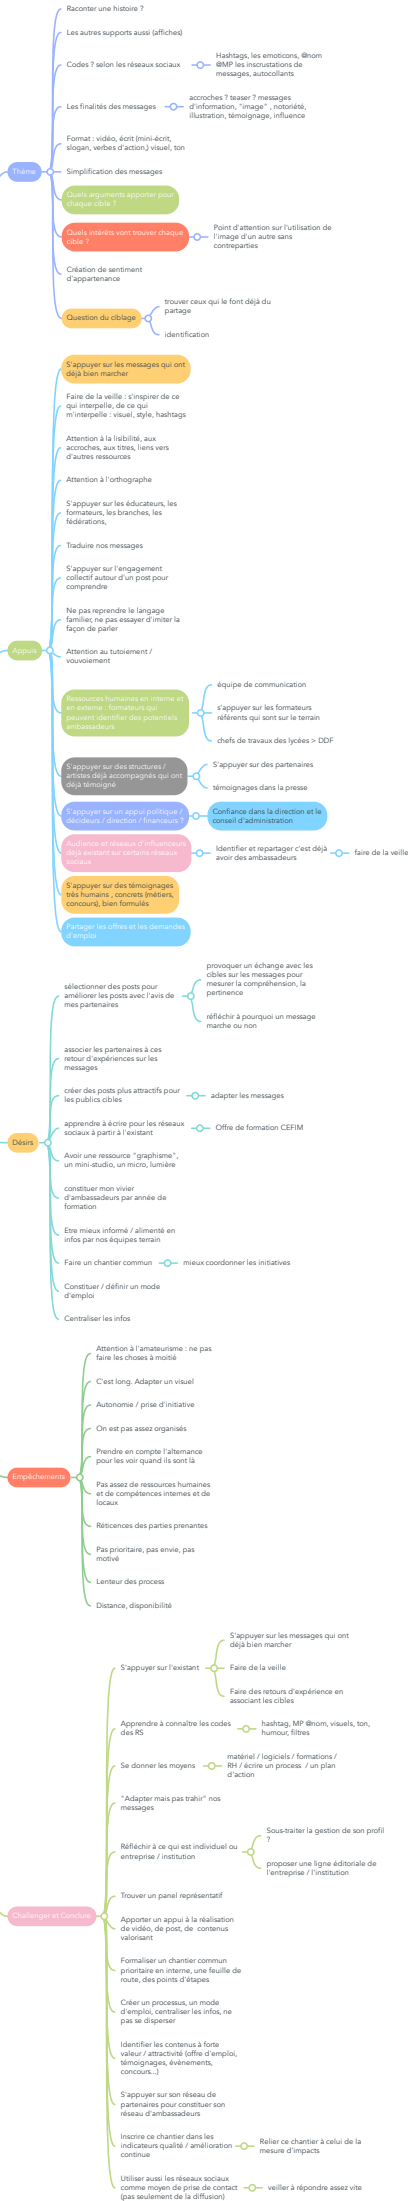 Raconter une histoire ?
Les autres supports aussi (affiches)
Codes ? selon les réseaux sociaux
Hashtags, les emoticons, @nom
@MP les inscrustations de
messages, autocollants
Les finalités des messages
accroches ? teaser ? messages
d'information, "image" , notoriété,
illustration, témoignage, influence
Format : vidéo, écrit (mini-écrit,
slogan, verbes d'action,) visuel, ton
Thème
Simplification des messages
Quels arguments apporter pour
chaque cible ?
Quels intérêts vont trouver chaque
cible ?
Point d'attention sur l'utilisation de
l'image d'un autre sans
contreparties
Création de sentiment
d'appartenance
Question du ciblage
trouver ceux qui le font déjà du
partage
identification
S'appuyer sur les messages qui ont
déjà bien marcher
Faire de la veille : s'inspirer de ce
qui interpelle, de ce qui
m'interpelle : visuel, style, hashtags
Attention à la lisibilité, aux
accroches, aux titres, liens vers
d'autres ressources
Attention à l'orthographe
S'appuyer sur les éducateurs, les
formateurs, les branches, les
fédérations,
Traduire nos messages
S'appuyer sur l'engagement
collectif autour d'un post pour
comprendre
Ne pas reprendre le langage
familier, ne pas essayer d'imiter la
façon de parler
Appuis
Attention au tutoiement /
vouvoiement
Ressources humaines en interne et
en externe : formateurs qui
peuvent identifier des potentiels
ambassadeurs
équipe de communication
s'appuyer sur les formateurs
référents qui sont sur le terrain
chefs de travaux des lycées > DDF
S'appuyer sur des structures /
artistes déjà accompagnés qui ont
déjà témoigné
S'appuyer sur des partenaires
témoignages dans la presse
S'appuyer sur un appui politique /
décideurs / direction / financeurs ?
Confiance dans la direction et le
conseil d'administration
Audience et réseaux d'influenceurs
déjà existant sur certains réseaux
sociaux
Identifier et repartager c'est déjà
avoir des ambassadeurs
faire de la veille
S'appuyer sur des témoignages
très humains , concrets (métiers,
concours), bien formulés
Partager les offres et les demandes
d'emploi
sélectionner des posts pour
améliorer les posts avec l'avis de
mes partenaires
provoquer un échange avec les
cibles sur les messages pour
mesurer la compréhension, la
pertinence
réfléchir à pourquoi un message
marche ou non
associer les partenaires à ces
retour d'expériences sur les
messages
créer des posts plus attractifs pour
les publics cibles
adapter les messages
apprendre à écrire pour les réseaux
sociaux à partir à l'existant
Offre de formation CEFIM
Désirs
Avoir une ressource "graphisme",
un mini-studio, un micro, lumière
constituer mon vivier
d'ambassadeurs par année de
formation
Etre mieux informé / alimenté en
infos par nos équipes terrain
Faire un chantier commun
mieux coordonner les initiatives
Constituer / définir un mode
d'emploi
Centraliser les infos
Attention à l'amateurisme : ne pas
faire les choses à moitié
C'est long. Adapter un visuel
Autonomie / prise d'initiative
On est pas assez organisés
Prendre en compte l'alternance
pour les voir quand ils sont là
Empêchements
Pas assez de ressources humaines
et de compétences internes et de
locaux
Réticences des parties prenantes
Pas prioritaire, pas envie, pas
motivé
Lenteur des process
Distance, disponibilité
S'appuyer sur l'existant
S'appuyer sur les messages qui ont
déjà bien marcher
Faire de la veille
Faire des retours d'expérience en
associant les cibles
Apprendre à connaître les codes
des RS
hashtag, MP @nom, visuels, ton,
humour, filtres
Se donner les moyens
matériel / logiciels / formations /
RH / écrire un process / un plan
d'action
"Adapter mais pas trahir" nos
messages
Réfléchir à ce qui est individuel ou
entreprise / institution
Sous-traiter la gestion de son profil
?
proposer une ligne éditoriale de
l'entreprise / l'institution
Trouver un panel représentatif
Challenger et Conclure
Apporter un appui à la réalisation
de vidéo, de post, de contenus
valorisant
Formaliser un chantier commun
prioritaire en interne, une feuille de
route, des points d'étapes
Créer un processus, un mode
d'emploi, centraliser les infos, ne
pas se disperser
Identifier les contenus à forte
valeur / attractivité (offre d'emploi,
témoignages, événements,
concours...)
S'appuyer sur son réseau de
partenaires pour constituer son
réseau d'ambassadeurs
Inscrire ce chantier dans les
indicateurs qualité / amélioration
continue
Relier ce chantier à celui de la
mesure d'impacts
Utiliser aussi les réseaux sociaux
comme moyen de prise de contact
(pas seulement de la diffusion)
veiller à répondre assez vite